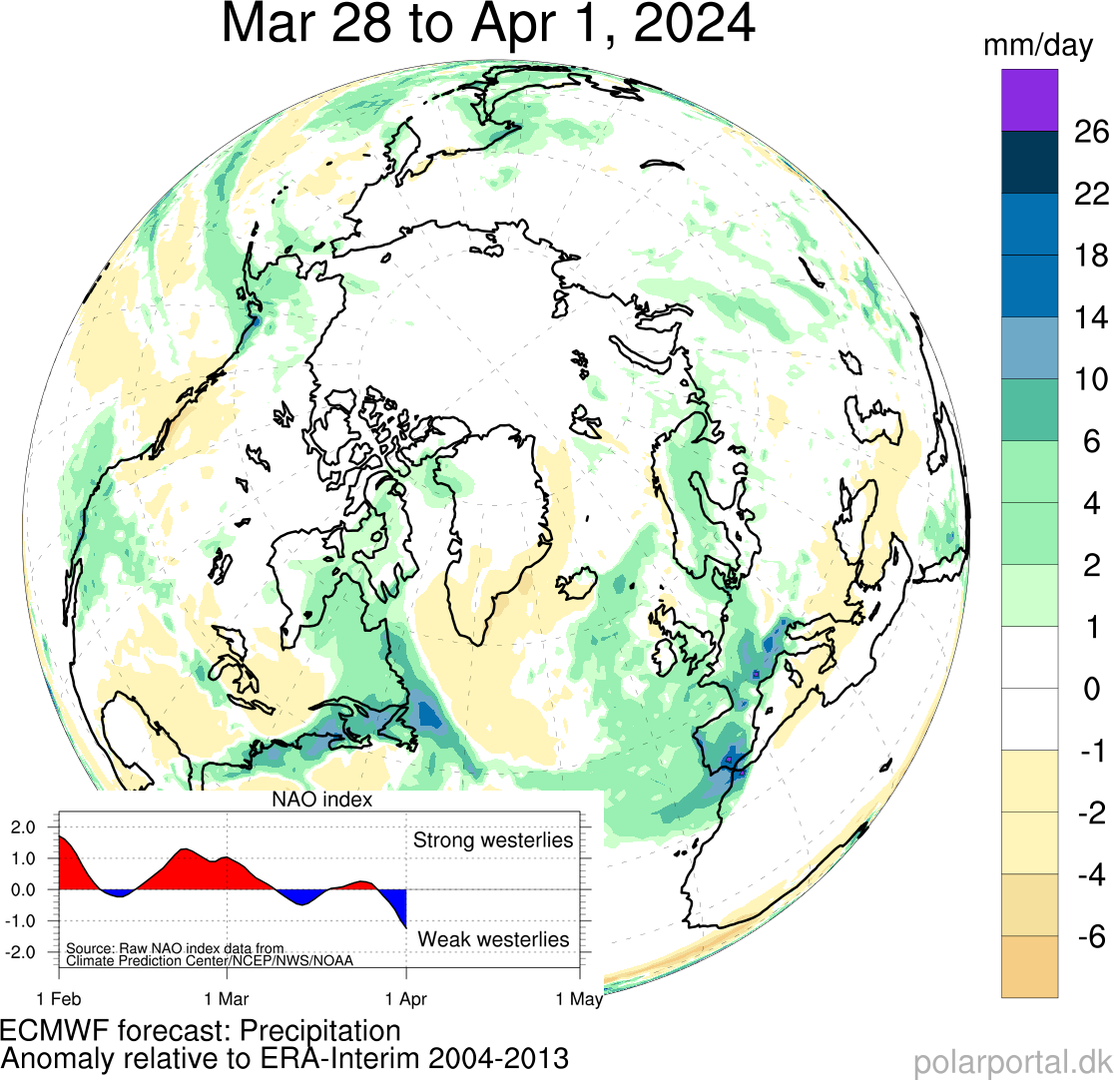 Mar 28 to Apr 1, 2024
mm/day
26
22
18
14
10
6
4
2
1
0
-1
-2
-4
-6
NAO index
2.0
1.0
0.0
-1.0
-2.0
Strong westerlies
Weak westerlies
Source: Raw NAO index data from
Climate Prediction Center/NCEP/NWS/NOAA
1 Feb
1 Mar
1 Apr
1 May
ECMWF forecast: Precipitation
Anomaly relative to ERA-Interim 2004-2013
polarportal.dk